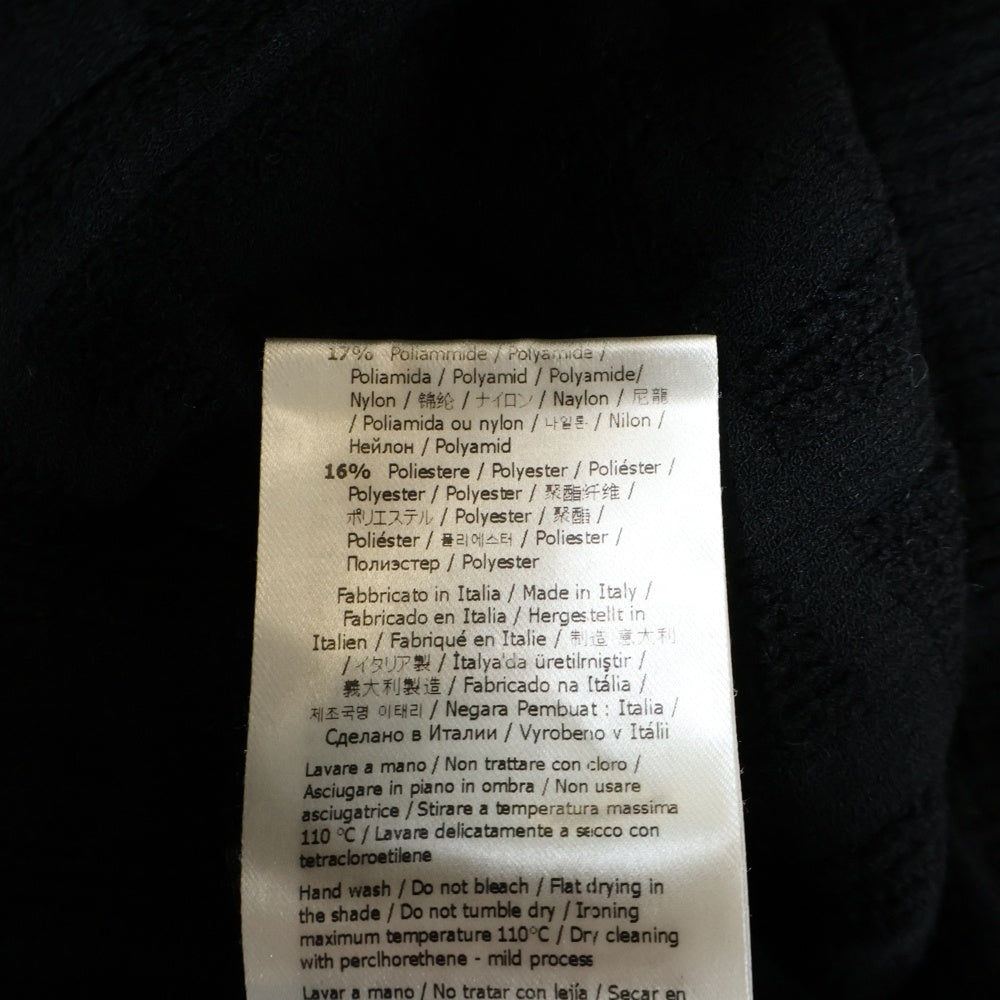 17% Poliammide / Polyamide /
Poliamida / Polyamid / Polyamide/
Nylon / 锦纶 / ナイロン / Naylon / 尼龍
/ Poliamida ou nylon / 나일론 / Nilon /
Нейлон / Polyamid
16% Poliestere / Polyester / Poliéster /
Polyester / Polyester / 聚酯纤维 /
ポリエステル / Polyester / 聚酯 /
Poliéster / 폴리에스터 / Poliester /
Полиэстер / Polyester
Fabbricato in Italia / Made in Italy /
Fabricado en Italia / Hergestellt in
Italien / Fabriqué en Italie / 制造 意大利
/ イタリア製 / İtalya'da üretilmiştir /
義大利製造 / Fabricado na Itália /
제조국명 이태리 / Negara Pembuat : Italia /
Сделано в Италии / Vyrobeno v Itálii
Lavare a mano / Non trattare con cloro /
Asciugare in piano in ombra / Non usare
asciugatrice / Stirare a temperatura massima
110 °C / Lavare delicatamente a secco con
tetracloroetilene
Hand wash / Do not bleach / Flat drying in
the shade / Do not tumble dry / Ironing
maximum temperature 110°C / Dry cleaning
with perclhorethene - mild process
Lavar a mano / No tratar con lejía / Secar en